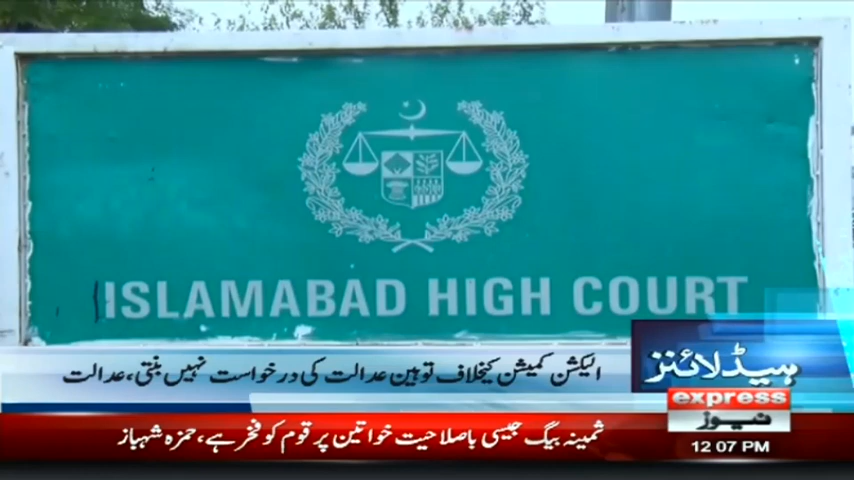 ISLAMABAD HIGH COURT
ہیڈلائنز
الیکشن کمیشن کیخلاف توہین عدالت کی درخواست نہیں بنتی، عدالت
express
نیوز
ثمینہ بیگ جیسی باصلاحیت خواتین پر قوم کو فخر ہے، حمزہ شہباز
12:07 PM